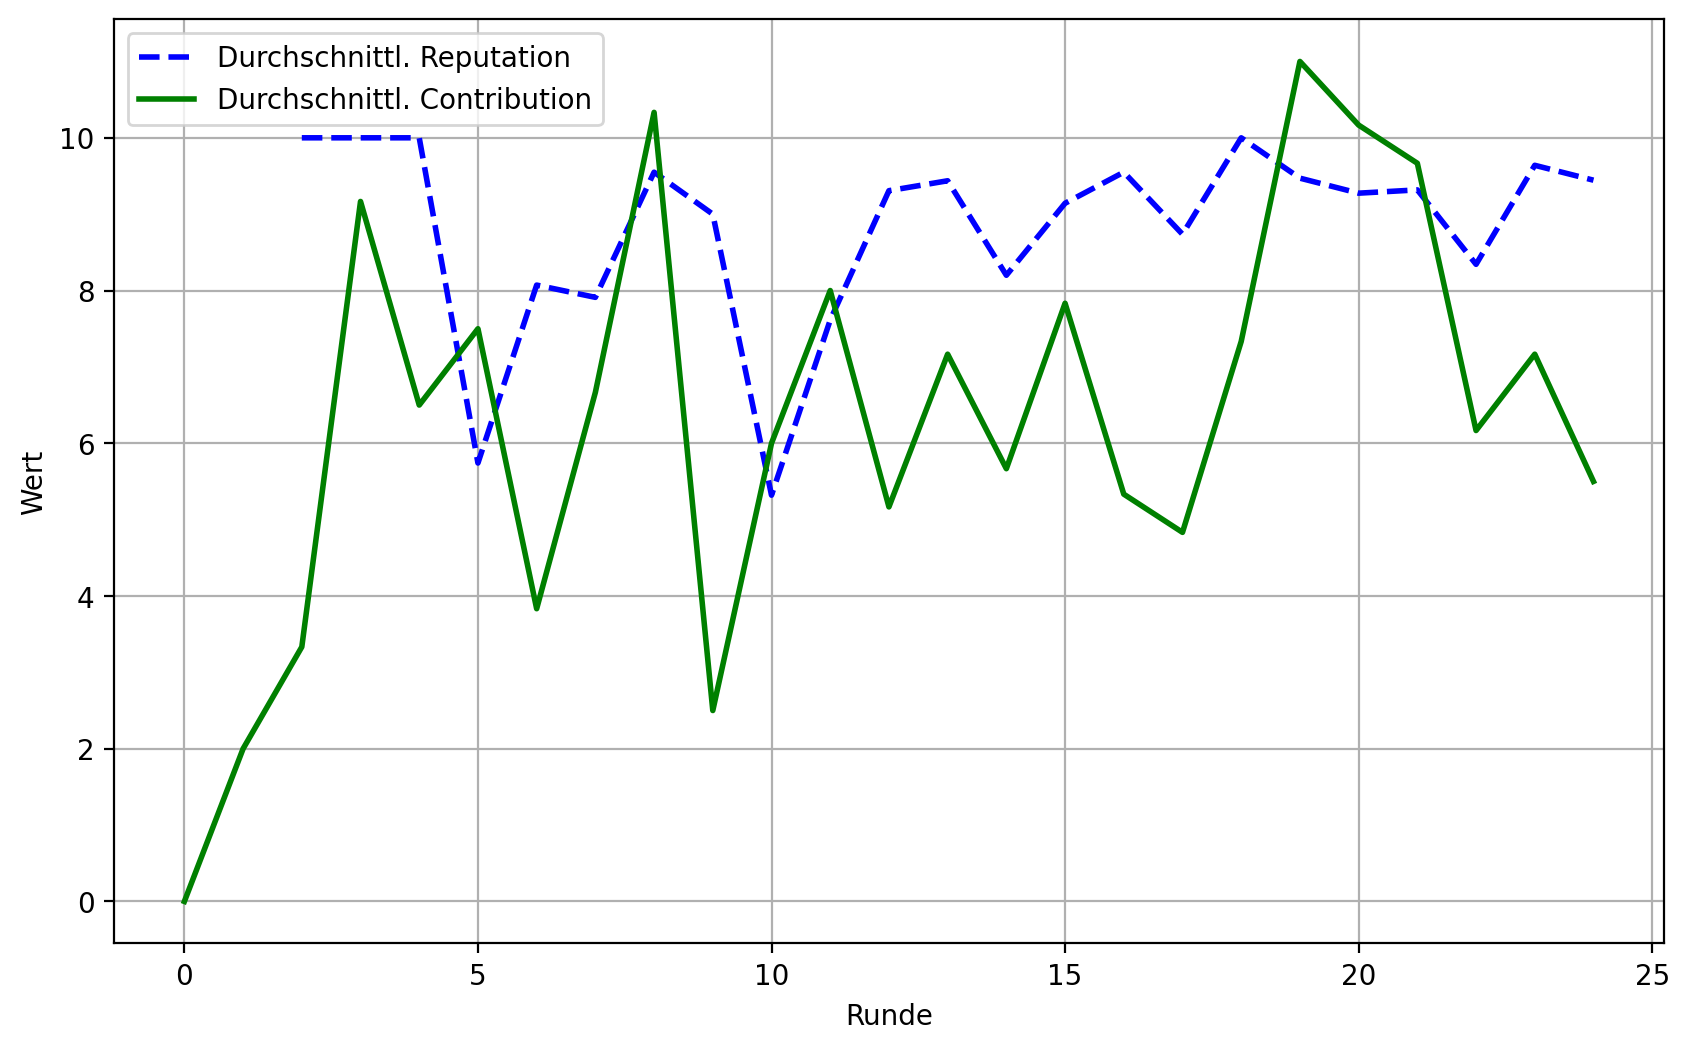 Durchschnittl. Reputation
Durchschnittl. Contribution
10
8
6
4
2
0
Wert
0 5 10 15 20 25
Runde